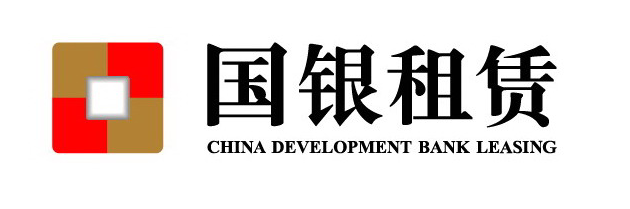 国银租赁
CHINA DEVELOPMENT BANK LEASING